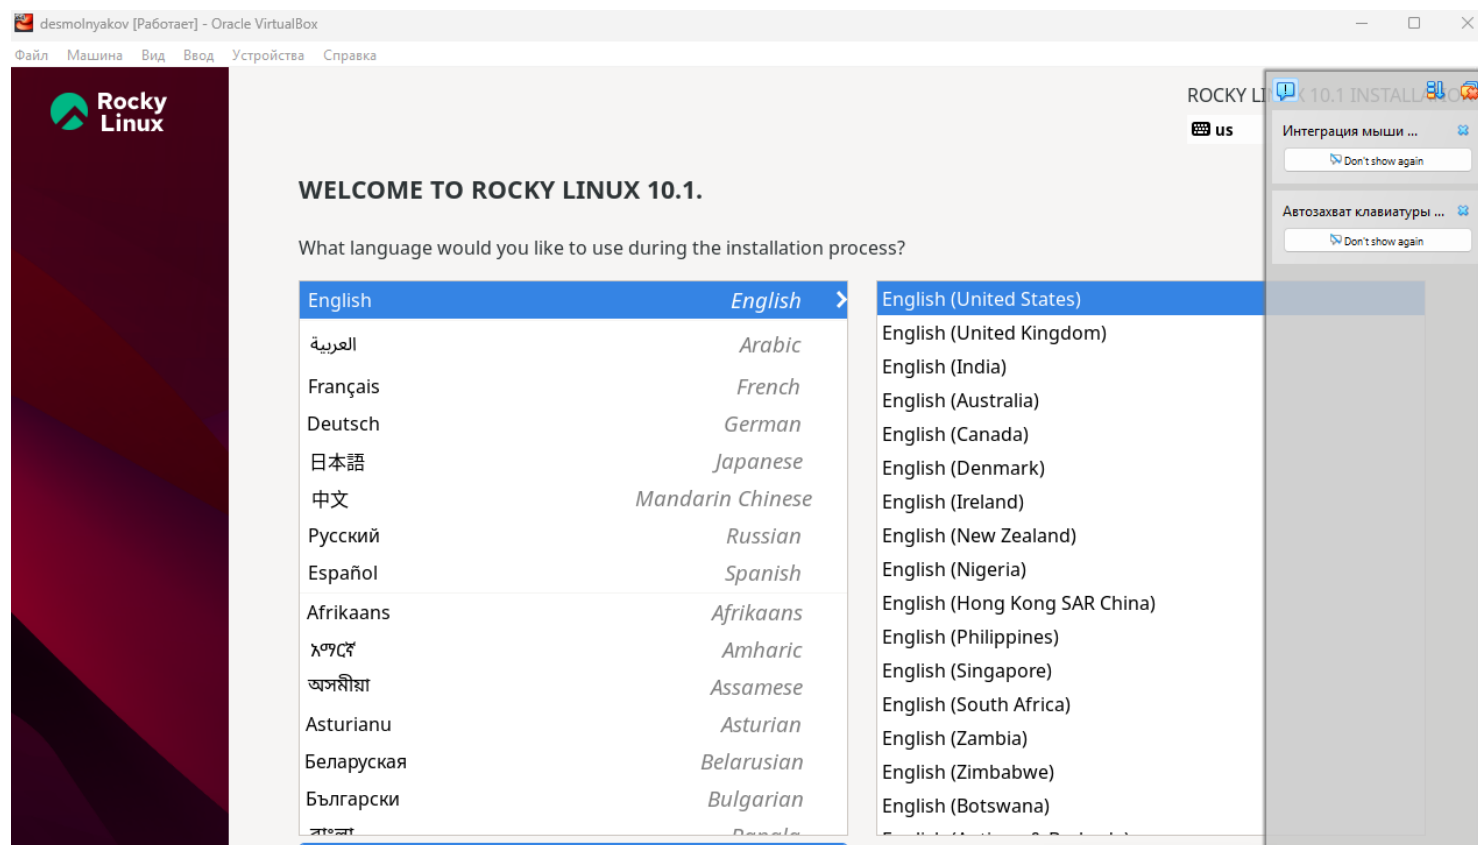 desmolnyakov [Работает] - Oracle VirtualBox
Файл Машина Вид Ввод Устройства Справка
Rocky
Linux
ROCKY LINUX 10.1 INSTALLATION
us
Интеграция мыши ...
Don't show again
Автозахват клавиатуры ...
Don't show again
WELCOME TO ROCKY LINUX 10.1.
What language would you like to use during the installation process?
English English
العربية Arabic
Français French
Deutsch German
日本語 Japanese
中文 Mandarin Chinese
Русский Russian
Español Spanish
Afrikaans Afrikaans
አማርኛ Amharic
অসমীয়া Assamese
Asturianu Asturian
Беларуская Belarusian
Български Bulgarian
English (United States)
English (United Kingdom)
English (India)
English (Australia)
English (Canada)
English (Denmark)
English (Ireland)
English (New Zealand)
English (Nigeria)
English (Hong Kong SAR China)
English (Philippines)
English (Singapore)
English (South Africa)
English (Zambia)
English (Zimbabwe)
English (Botswana)